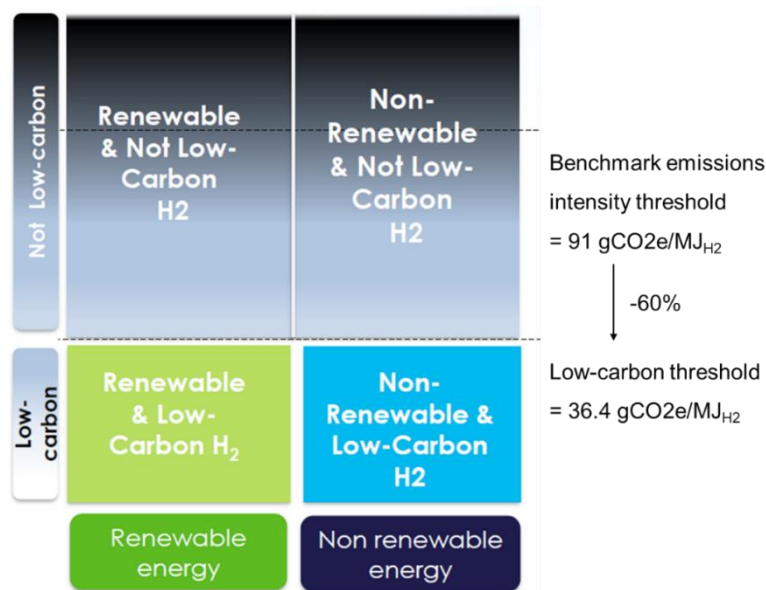 Not Low-carbon
Renewable
& Not Low-
Carbon
H2
Non-
Renewable
& Not Low-
Carbon
H2
Benchmark emissions
intensity threshold
= 91 gCO2e/MJH2
-60%
Low-carbon threshold
= 36.4 gCO2e/MJH2
Low-
carbon
Renewable
& Low-
Carbon H2
Non-
Renewable &
Low-Carbon
H2
Renewable
energy
Non renewable
energy